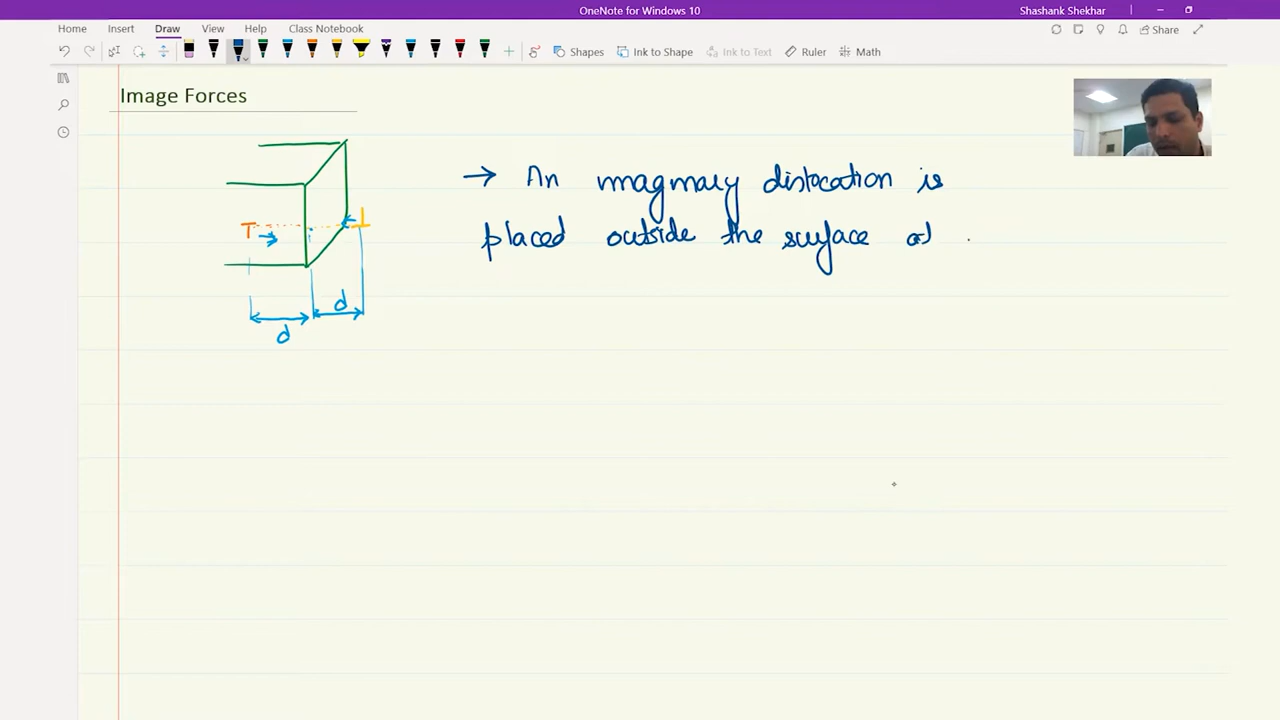 OneNote for Windows 10
Shashank Shekhar
Home Insert Draw View Help Class Notebook
Share
Shapes Ink to Shape Ink to Text Ruler Math
Image Forces
→ An imaginary dislocation is
placed outside the surface at
T
d
d